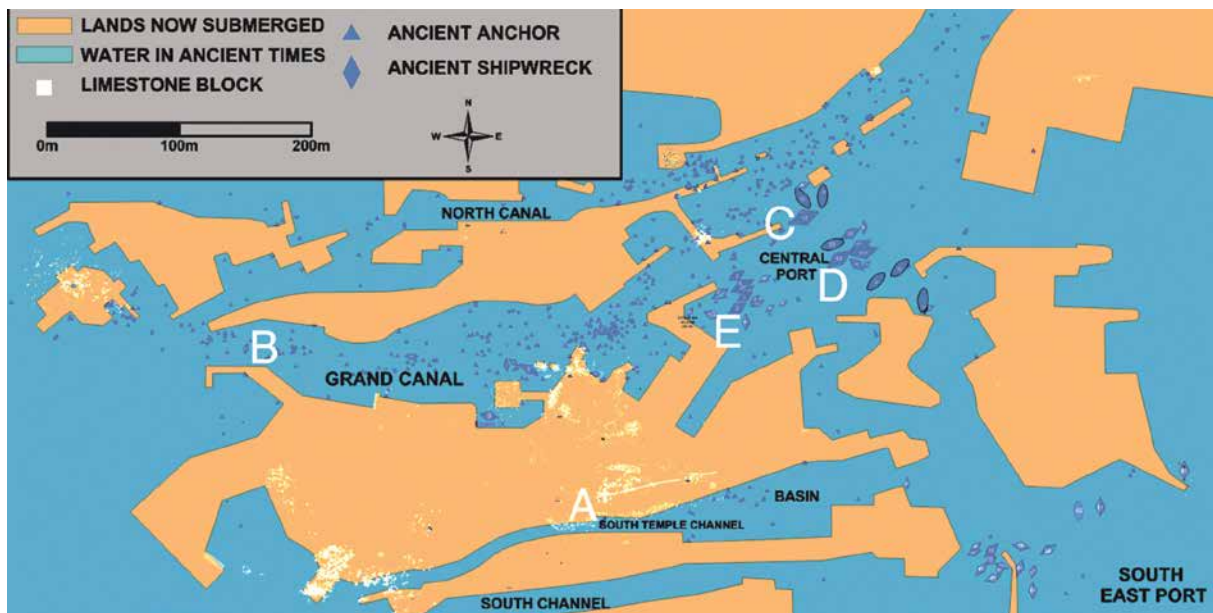 LANDS NOW SUBMERGED
WATER IN ANCIENT TIMES
LIMESTONE BLOCK
ANCIENT ANCHOR
ANCIENT SHIPWRECK
0m 100m 200m
N
W E
S
NORTH CANAL
C
CENTRAL
PORT
D
B
E
GRAND CANAL
A
BASIN
SOUTH TEMPLE CHANNEL
SOUTH CHANNEL
SOUTH
EAST PORT